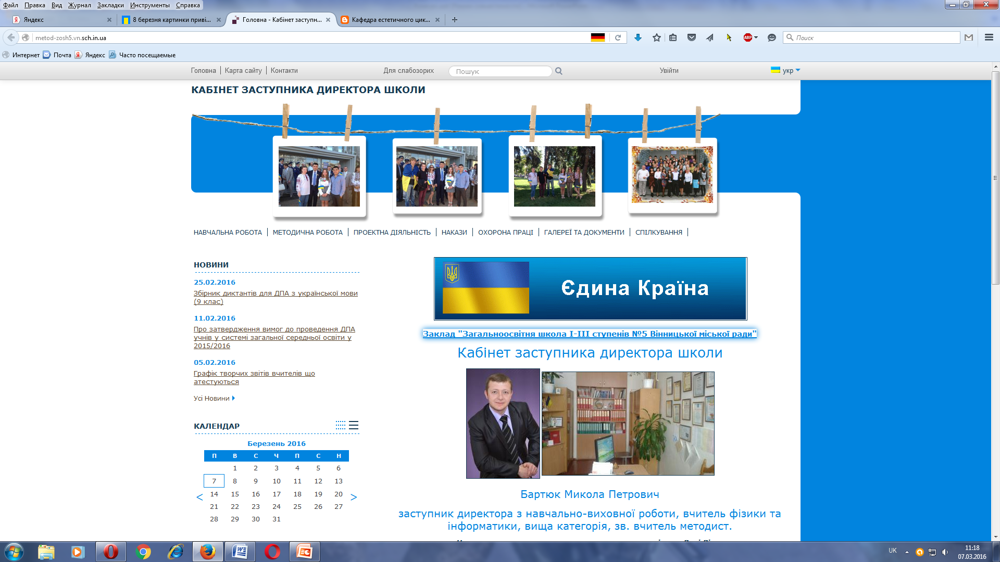 Файл Правка Вид Журнал Закладки Инструменты Справка
Яндекс
8 березня картинки приві...
Головна - Кабінет заступн...
Кафедра естетичного цик...
metod-zosh5.vn.sch.in.ua
ABP
Поиск
Интернет Почта Яндекс Часто посещаемые
Головна Карта сайту Контакти
Для слабозорих
Пошук
Увійти
укр
КАБІНЕТ ЗАСТУПНИКА ДИРЕКТОРА ШКОЛИ
НАВЧАЛЬНА РОБОТА МЕТОДИЧНА РОБОТА ПРОЕКТНА ДІЯЛЬНІСТЬ НАКАЗИ ОХОРОНА ПРАЦІ ГАЛЕРЕЇ ТА ДОКУМЕНТИ СПІЛКУВАННЯ
НОВИНИ
25.02.2016
Збірник диктантів для ДПА з української мови
(9 клас)
11.02.2016
Про затвердження вимог до проведення ДПА
учнів у системі загальної середньої освіти у
2015/2016
05.02.2016
Графік творчих звітів вчителів що
атестуються
Усі Новини
КАЛЕНДАР
Березень 2016
П В С Ч П С Н
1 2 3 4 5 6
7 8 9 10 11 12 13
< 14 15 16 17 18 19 20 >
21 22 23 24 25 26 27
28 29 30 31
Єдина Країна
Заклад "Загальноосвітня школа І-ІІІ ступенів №5 Вінницької міської ради"
Кабінет заступника директора школи
Бартюк Микола Петрович
заступник директора з навчально-виховної роботи, вчитель фізики та
інформатики, вища категорія, зв. вчитель методист.
UK
11:18
07.03.2016